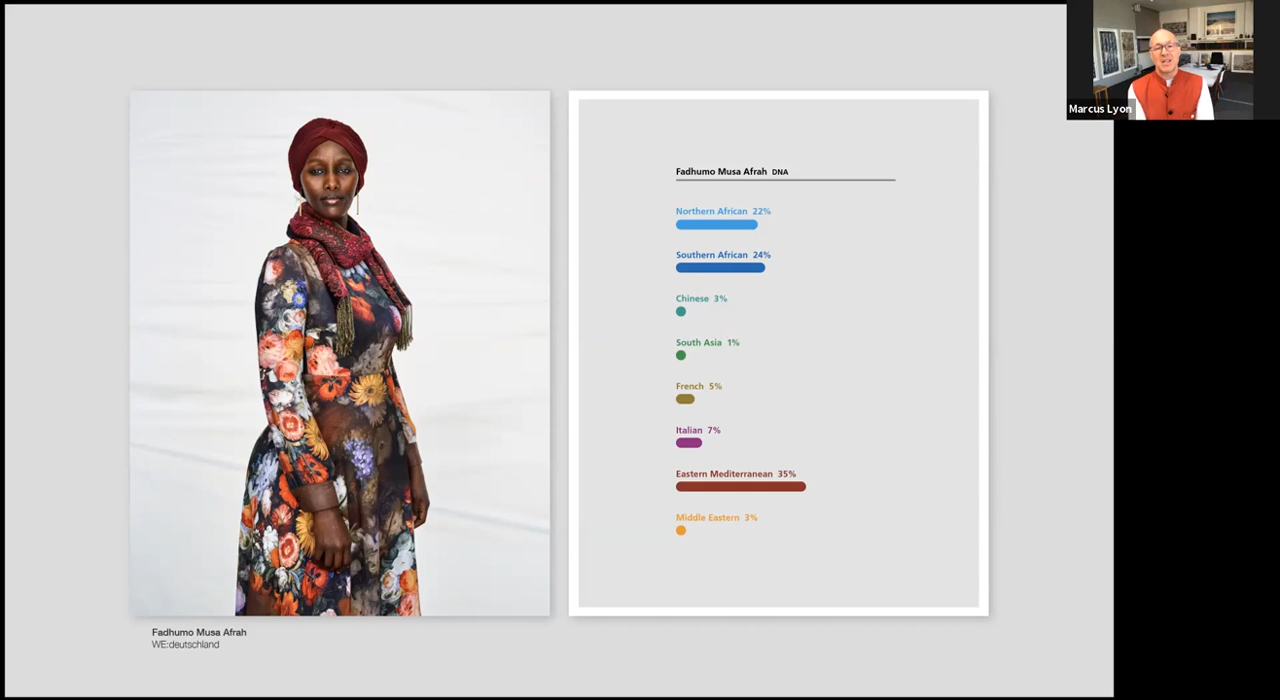 Marcus Lyon
Fadhumo Musa Afrah DNA
Northern African 22%
Southern African 24%
Chinese 3%
South Asia 1%
French 5%
Italian 7%
Eastern Mediterranean 35%
Middle Eastern 3%
Fadhumo Musa Afrah
WE:deutschland